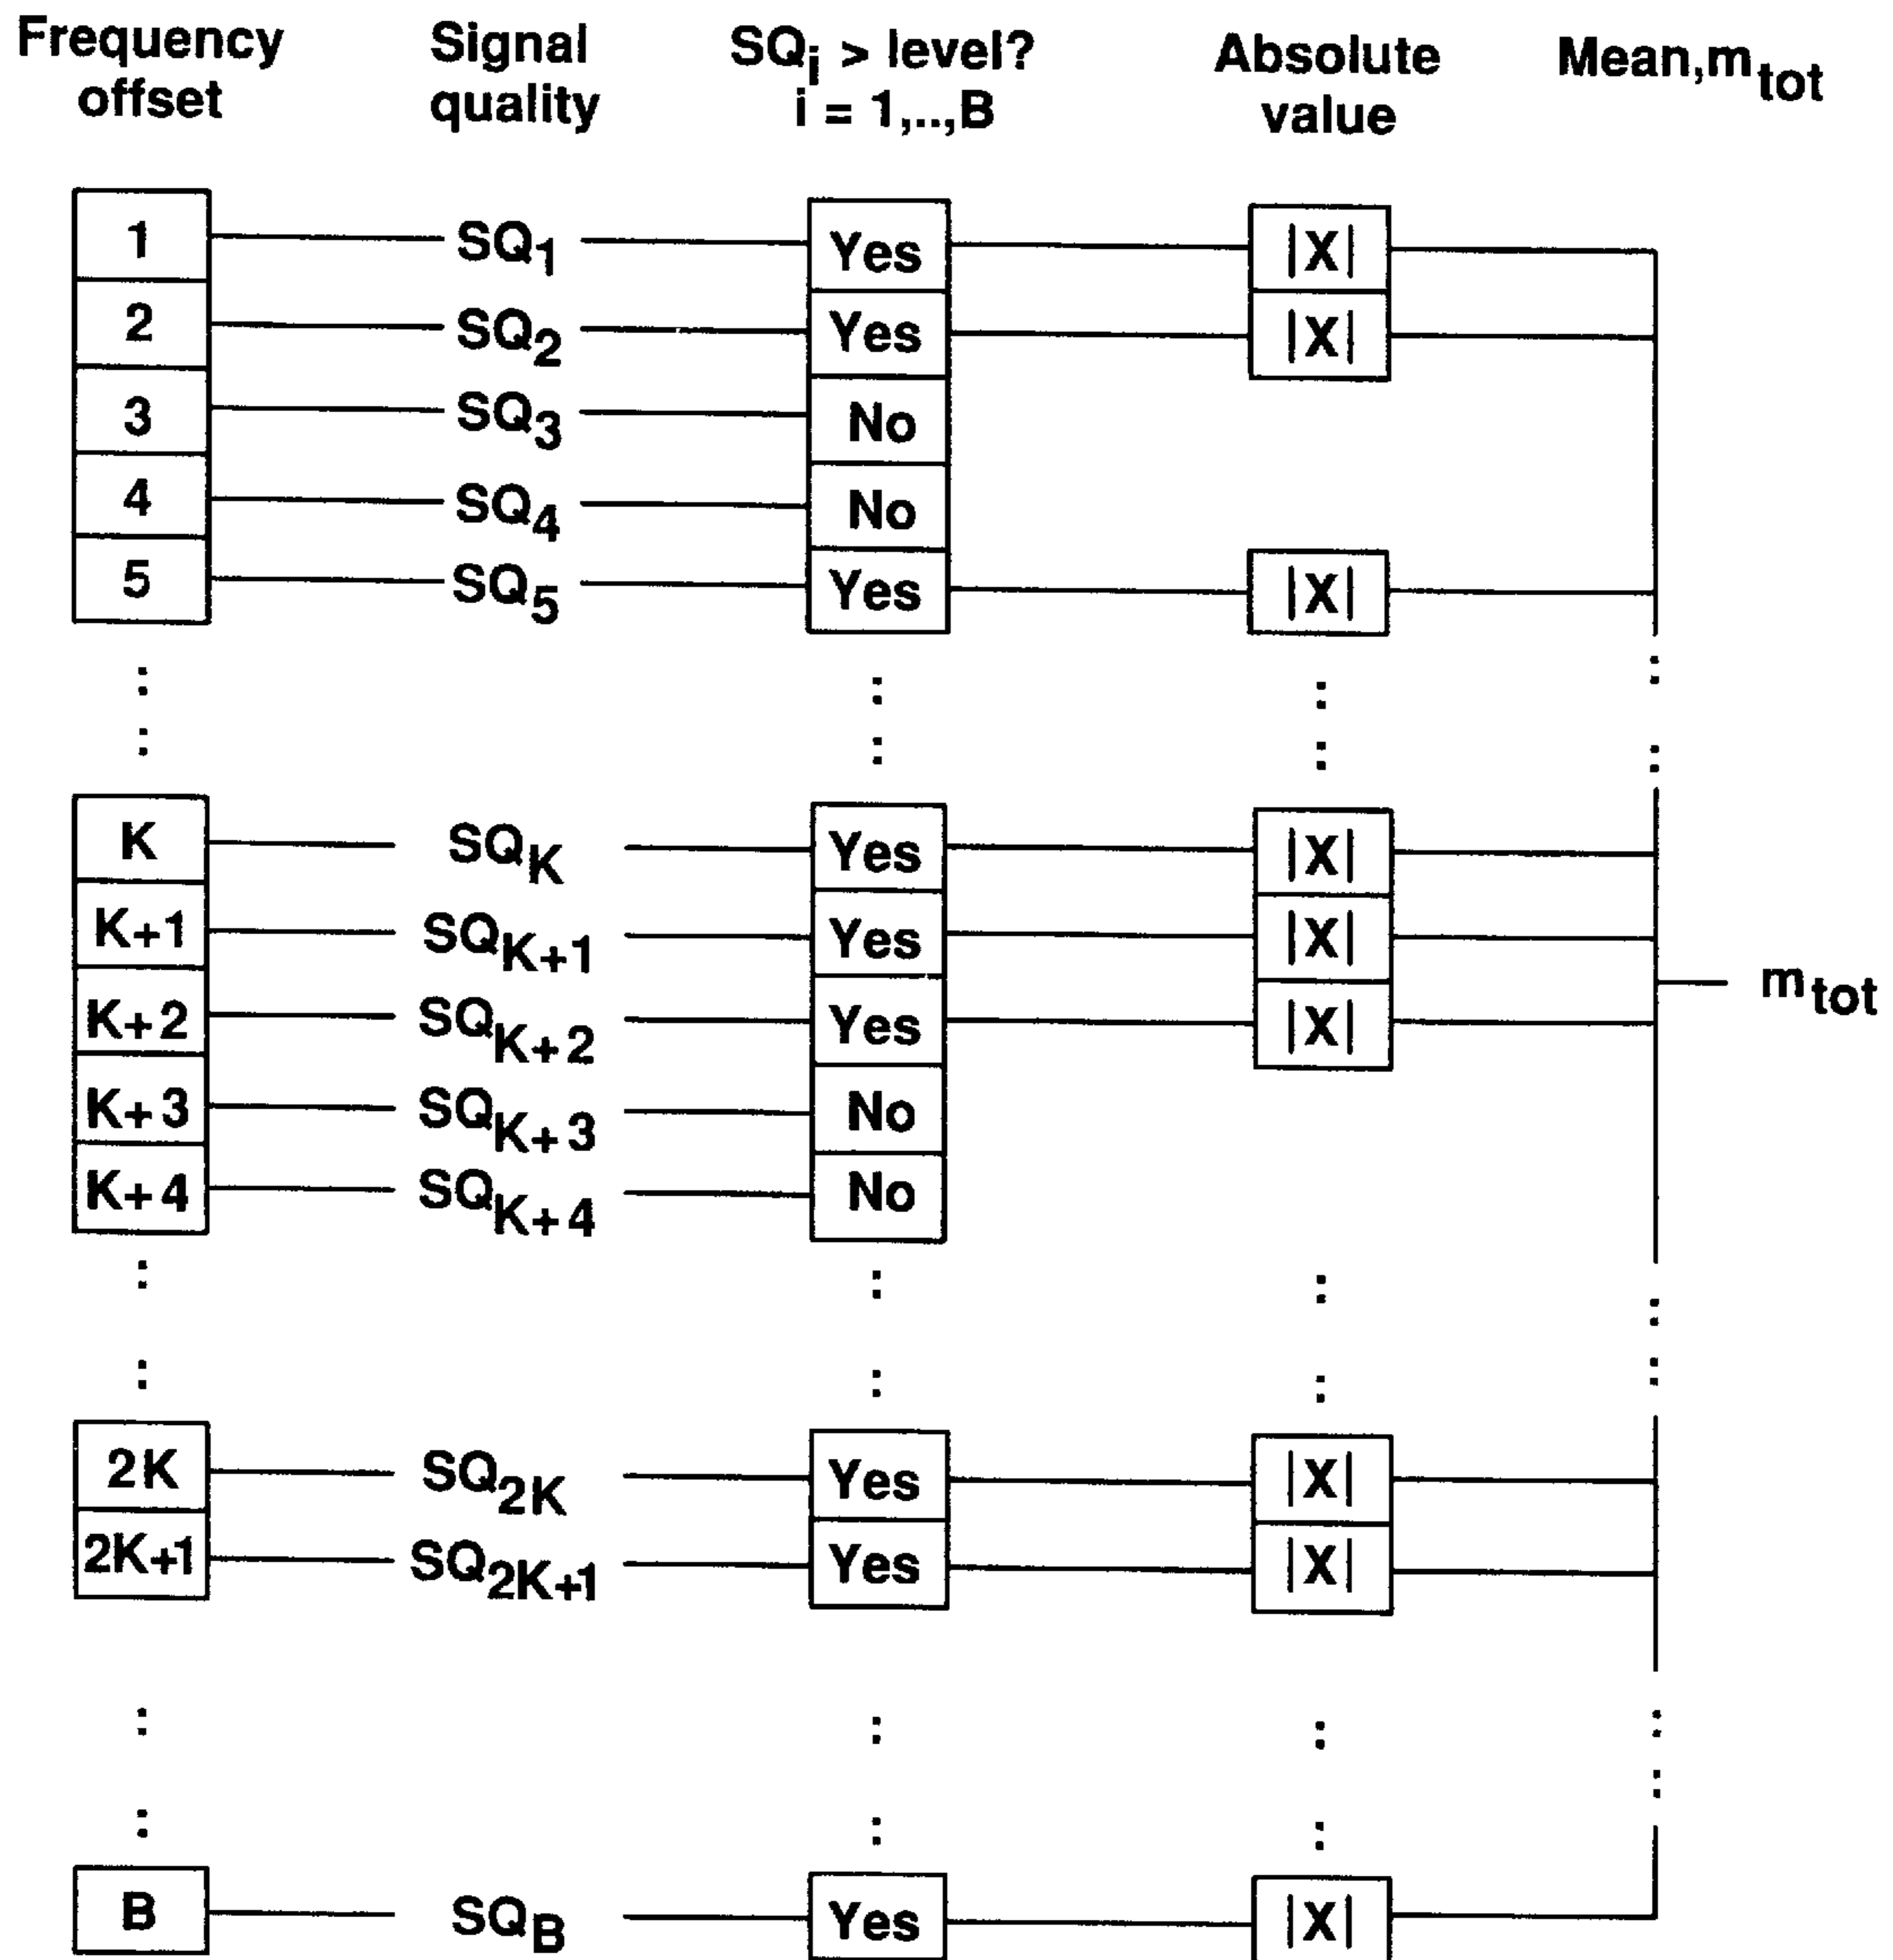 Frequency offset Signal quality SQi > level? i = 1,..,B Absolute value Mean,mtot
1 SQ1 Yes |X|
2 SQ2 Yes |X|
3 SQ3 No
4 SQ4 No
5 SQ5 Yes |X|
: : : :
: : : :
K SQK Yes |X|
K+1 SQK+1 Yes |X|
mtot
K+2 SQK+2 Yes |X|
K+3 SQK+3 No
K+4 SQK+4 No
: : : :
: : : :
2K SQ2K Yes |X|
2K+1 SQ2K+1 Yes |X|
: : : :
: : : :
B SQB Yes |X|